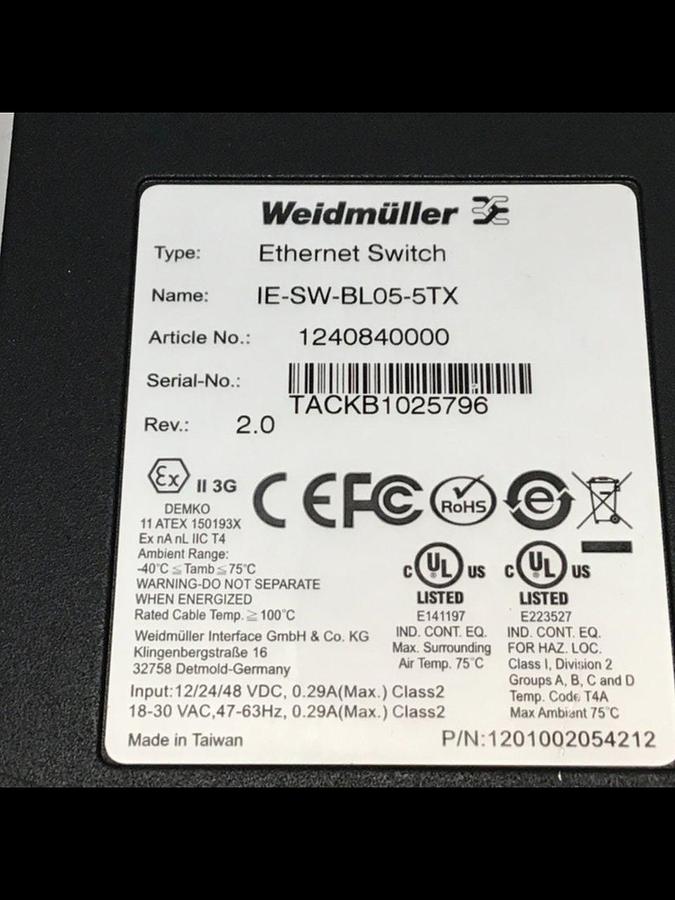 Weidmüller
Type: Ethernet Switch
Name: IE-SW-BL05-5TX
Article No.: 1240840000
Serial-No.:
TACKB1025796
Rev.: 2.0
Ex II 3G
CE FC RoHS e
DEMKO
11 ATEX 150193X
Ex nA nL IIC T4
Ambient Range:
-40°C ≦ Tamb ≦ 75°C
WARNING-DO NOT SEPARATE
WHEN ENERGIZED
Rated Cable Temp. ≧ 100°C
Weidmüller Interface GmbH & Co. KG
Klingenbergstraße 16
32758 Detmold-Germany
C UL US
LISTED
E141197
IND. CONT. EQ.
Max. Surrounding
Air Temp. 75°C
C UL US
LISTED
E223527
IND. CONT. EQ.
FOR HAZ. LOC.
Class I, Division 2
Groups A, B, C and D
Temp. Code T4A
Max Ambient 75°C
Input:12/24/48 VDC, 0.29A(Max.) Class2
18-30 VAC,47-63Hz, 0.29A(Max.) Class2
Made in Taiwan
P/N:1201002054212